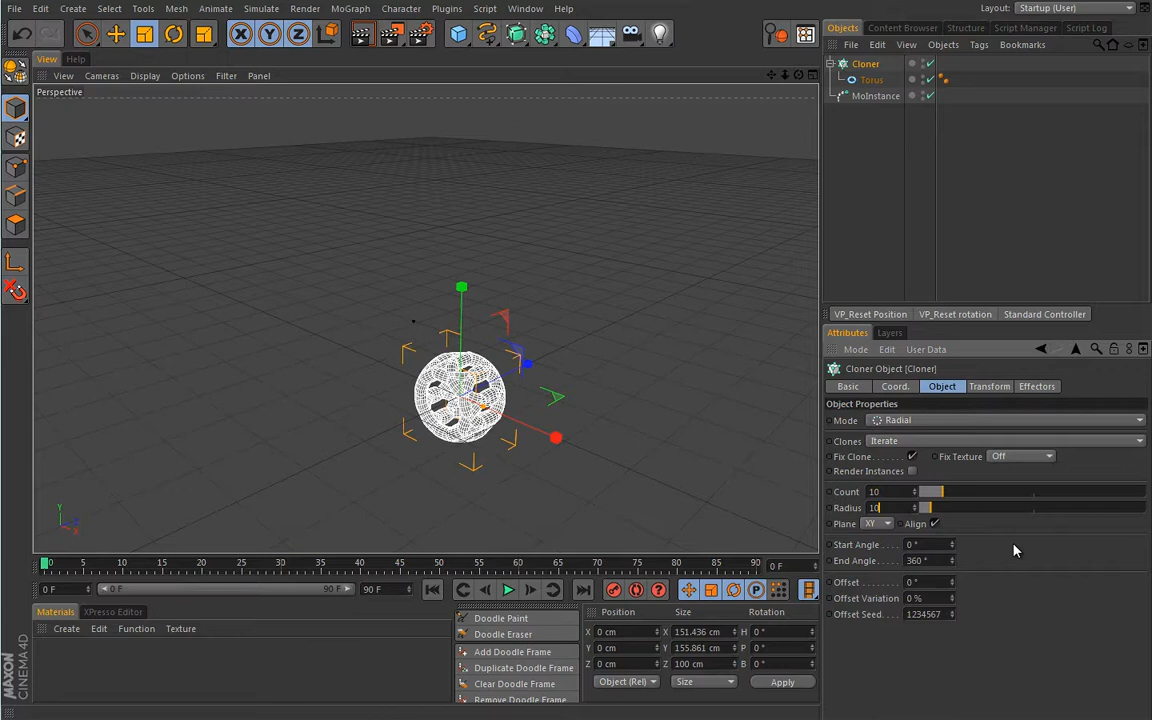 File Edit Create Select Tools Mesh Animate Simulate Render MoGraph Character Plugins Script Window Help Layout: Startup (User)
X Y Z
Objects Content Browser Structure Script Manager Script Log
File Edit View Objects Tags Bookmarks
View Help
View Cameras Display Options Filter Panel
Perspective
Cloner
Torus
MoInstance
Y
Z
X
VP_Reset Position VP_Reset rotation Standard Controller
Attributes Layers
Mode Edit User Data
Cloner Object [Cloner]
Basic Coord. Object Transform Effectors
Object Properties
Mode Radial
Clones Iterate
Fix Clone Fix Texture Off
Render Instances
Count 10
Radius 10
Plane XY Align
Start Angle 0 °
End Angle 360 °
Offset 0 °
Offset Variation 0 %
Offset Seed 1234567
0 5 10 15 20 25 30 35 40 45 50 55 60 65 70 75 80 85 90 0 F
0 F 0 F 90 F 90 F
P
Materials XPresso Editor
Create Edit Function Texture
Doodle Paint
Doodle Eraser
Add Doodle Frame
Duplicate Doodle Frame
Clear Doodle Frame
Remove Doodle Frame
Position Size Rotation
X 0 cm X 151.436 cm H 0 °
Y 0 cm Y 155.861 cm P 0 °
Z 0 cm Z 100 cm B 0 °
Object (Rel) Size Apply
MAXON
CINEMA 4D